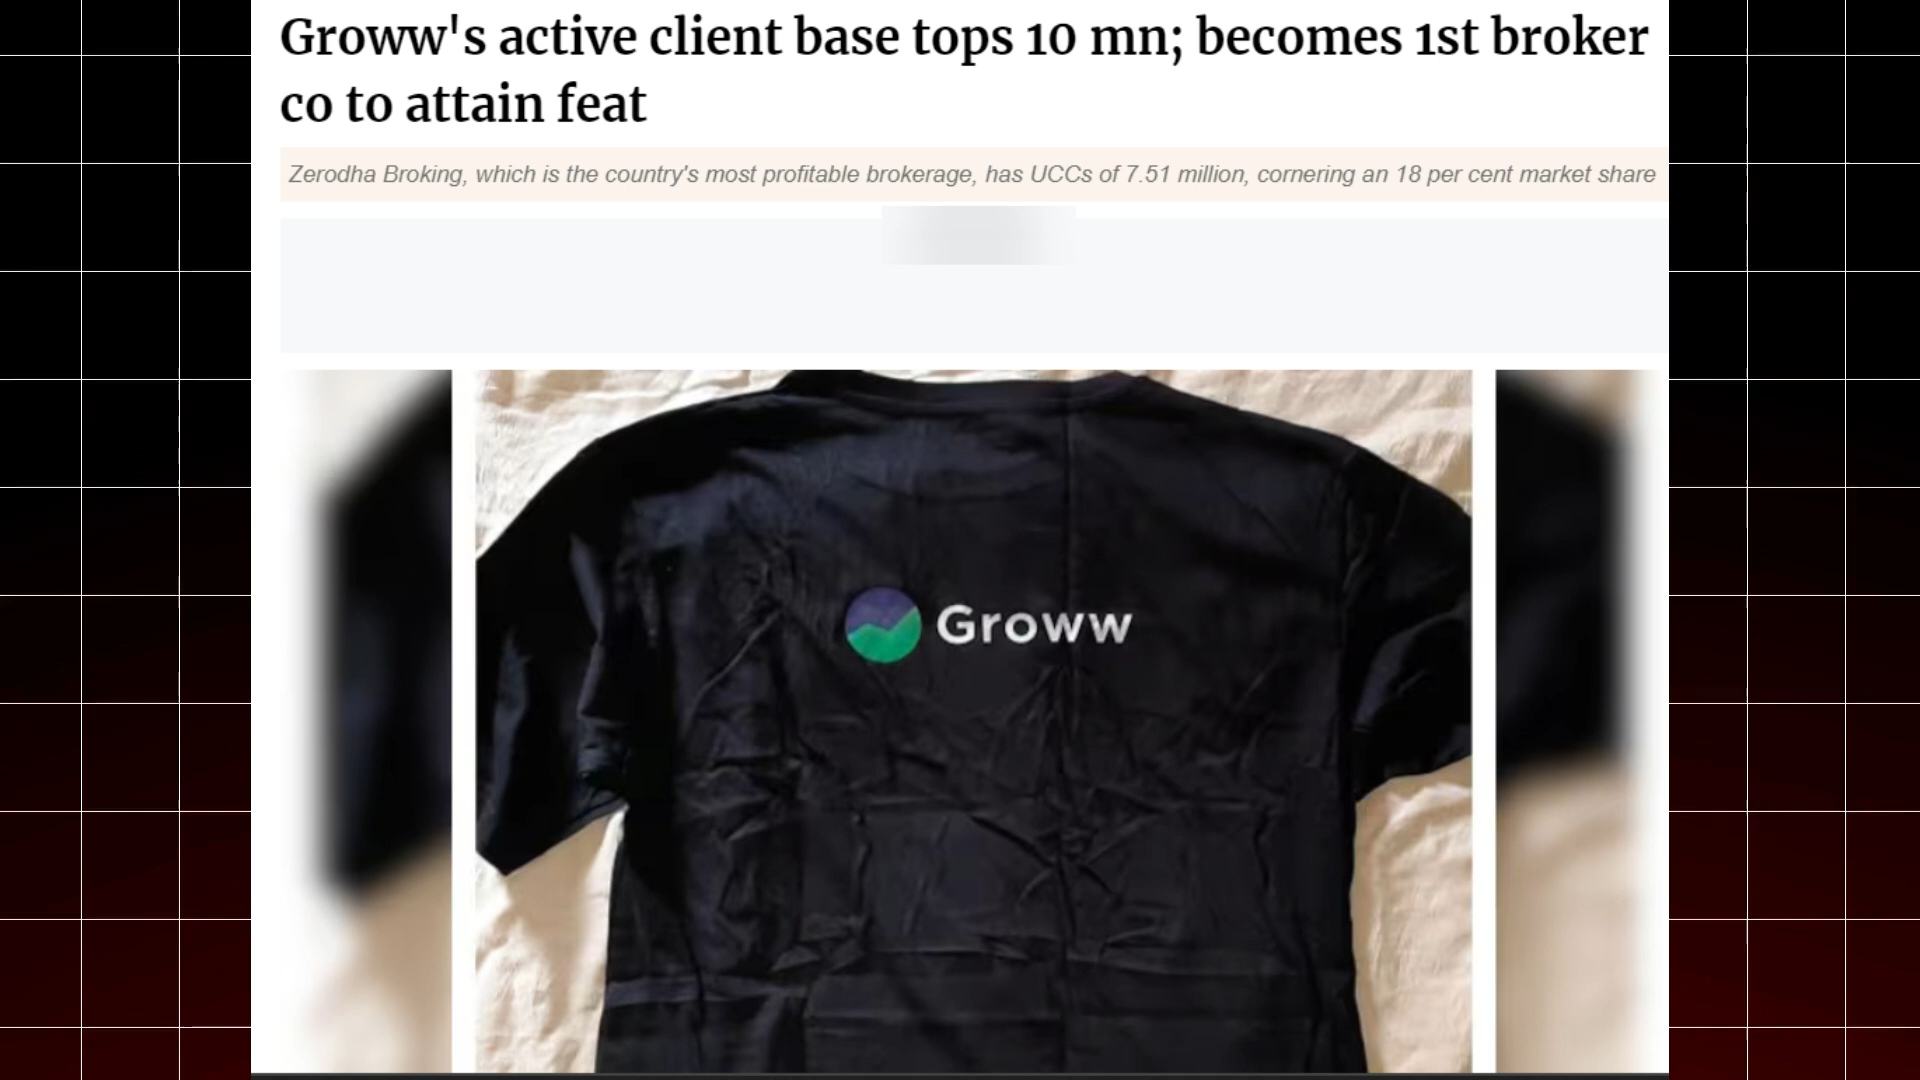 Groww's active client base tops 10 mn; becomes 1st broker
co to attain feat
Zerodha Broking, which is the country's most profitable brokerage, has UCCs of 7.51 million, cornering an 18 per cent market share
Groww